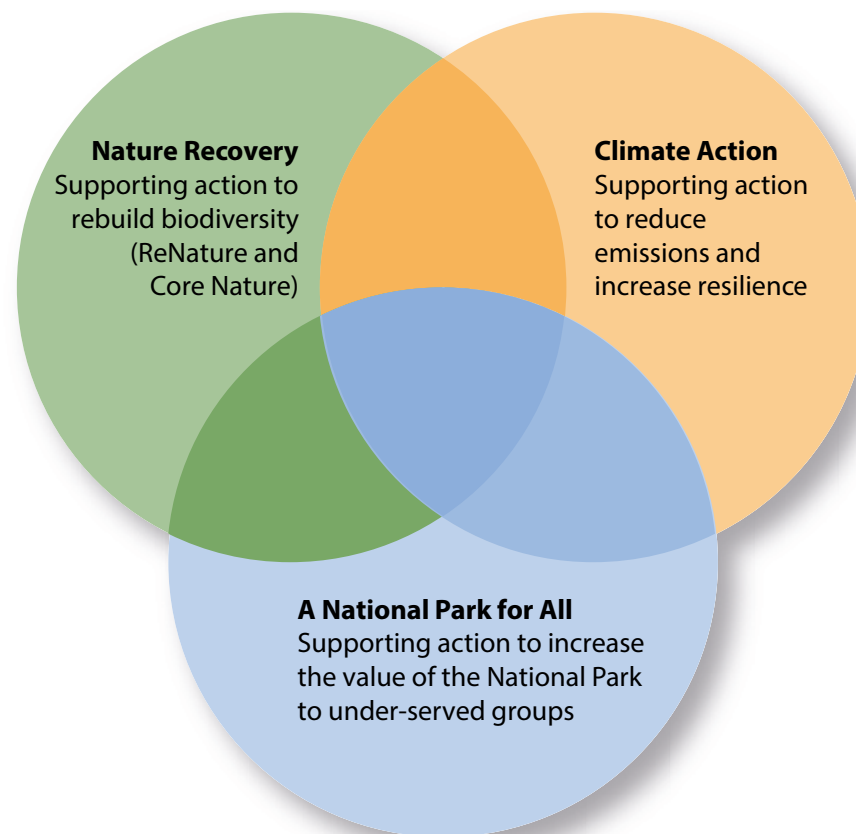 Nature Recovery
Supporting action to
rebuild biodiversity
(ReNature and
Core Nature)
Climate Action
Supporting action
to reduce
emissions and
increase resilience
A National Park for All
Supporting action to increase
the value of the National Park
to under-served groups